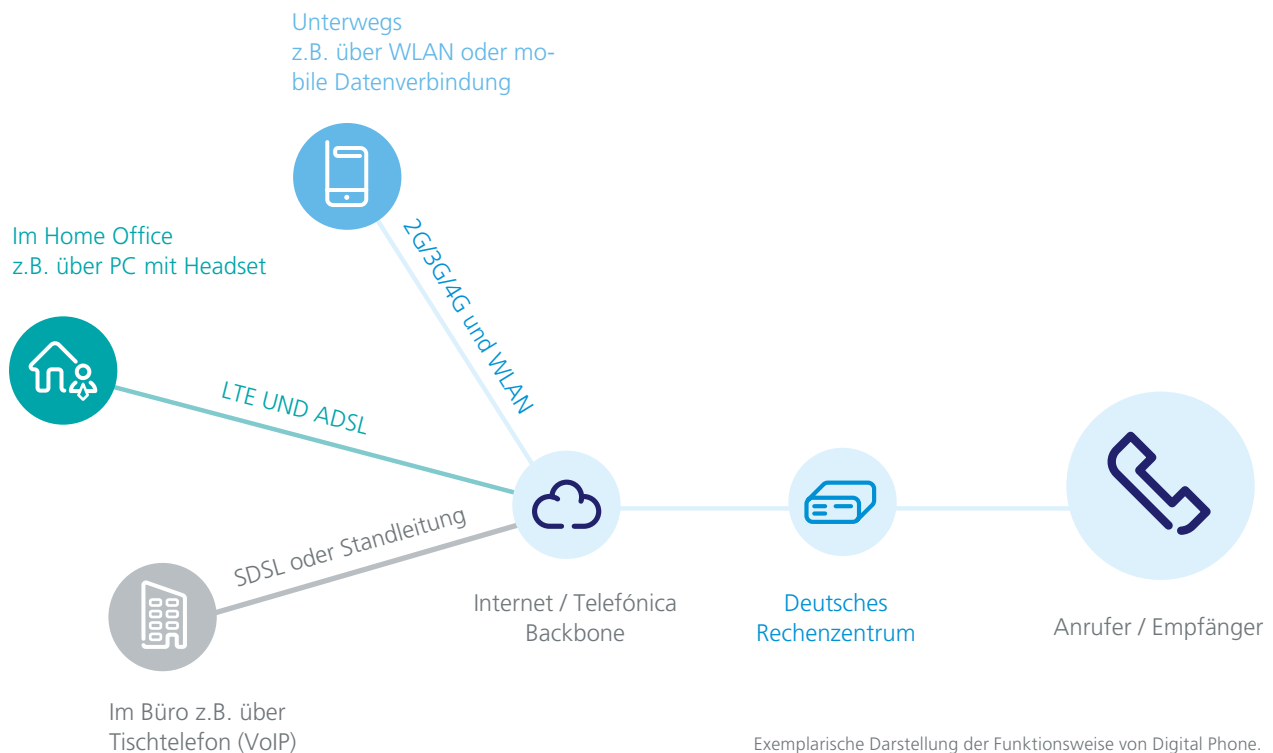 Unterwegs
z.B. über WLAN oder mo-
bile Datenverbindung
Im Home Office
z.B. über PC mit Headset
2G/3G/4G und WLAN
LTE UND ADSL
SDSL oder Standleitung
Internet / Telefónica
Backbone
Deutsches
Rechenzentrum
Anrufer / Empfänger
Im Büro z.B. über
Tischtelefon (VoIP)
Exemplarische Darstellung der Funktionsweise von Digital Phone.